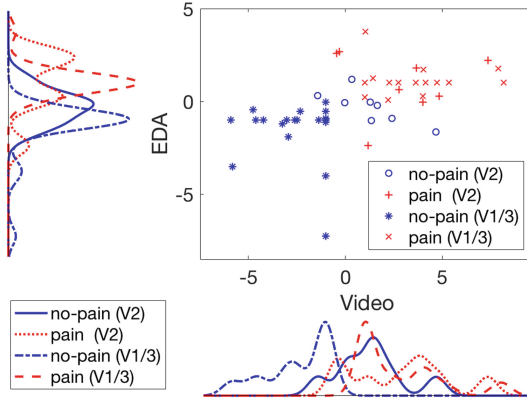 5
0
-5
EDA
-5
0
5
Video
no-pain (V2)
pain (V2)
no-pain (V1/3)
pain (V1/3)
no-pain (V2)
pain (V2)
no-pain (V1/3)
pain (V1/3)